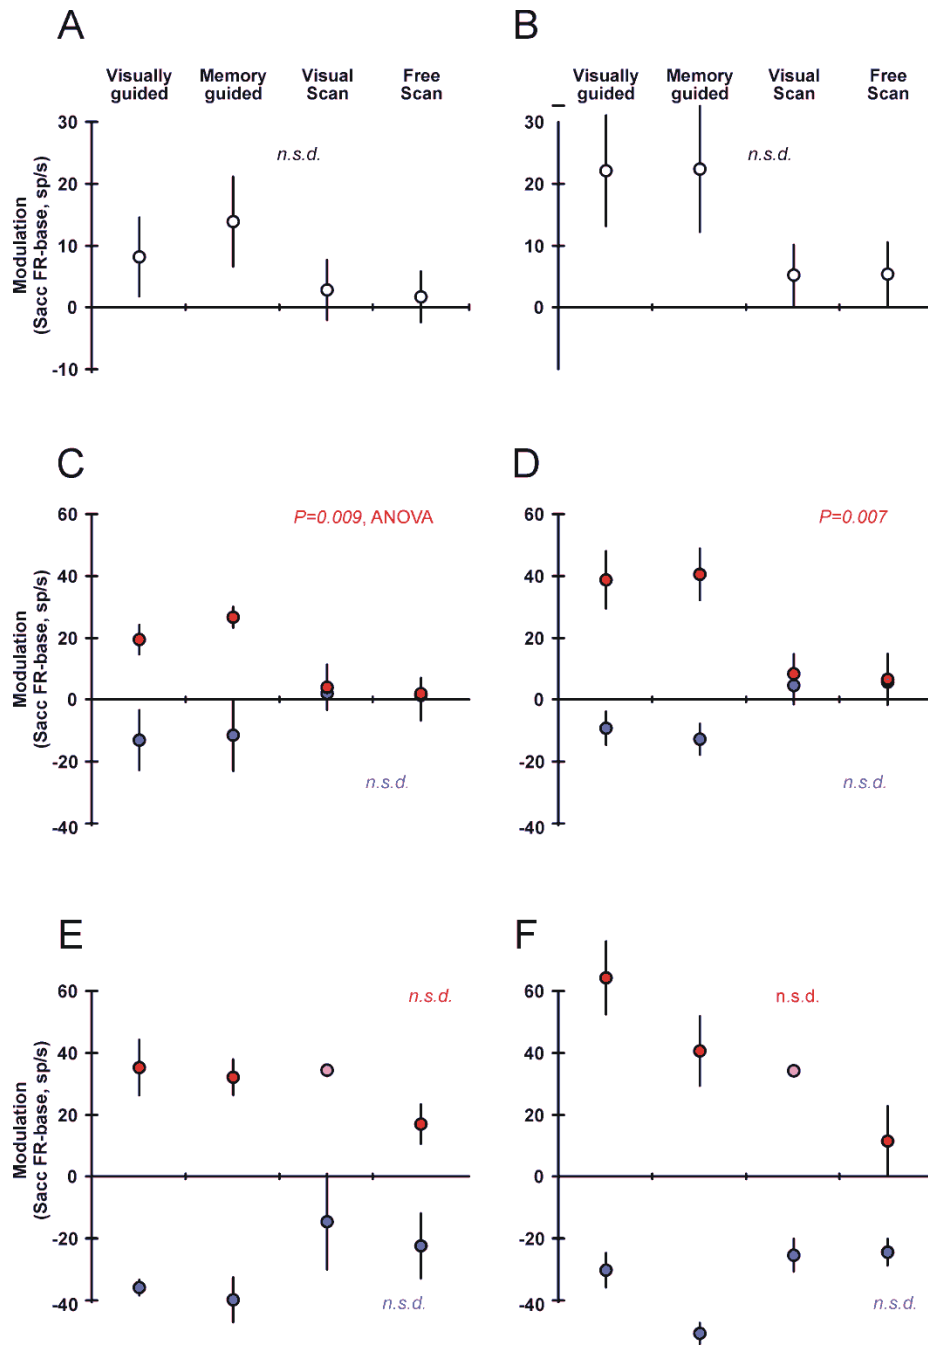 A
B
Visually guided
Memory guided
Visual Scan
Free Scan
Visually guided
Memory guided
Visual Scan
Free Scan
Modulation
(Sacc FR-base, sp/s)
30
20
10
0
-10
n.s.d.
30
20
10
0
n.s.d.
C
D
Modulation
(Sacc FR-base, sp/s)
60
40
20
0
-20
-40
P=0.009, ANOVA
n.s.d.
60
40
20
0
-20
-40
P=0.007
n.s.d.
E
F
Modulation
(Sacc FR-base, sp/s)
60
40
20
0
-20
-40
n.s.d.
n.s.d.
60
40
20
0
-20
-40
n.s.d.
n.s.d.